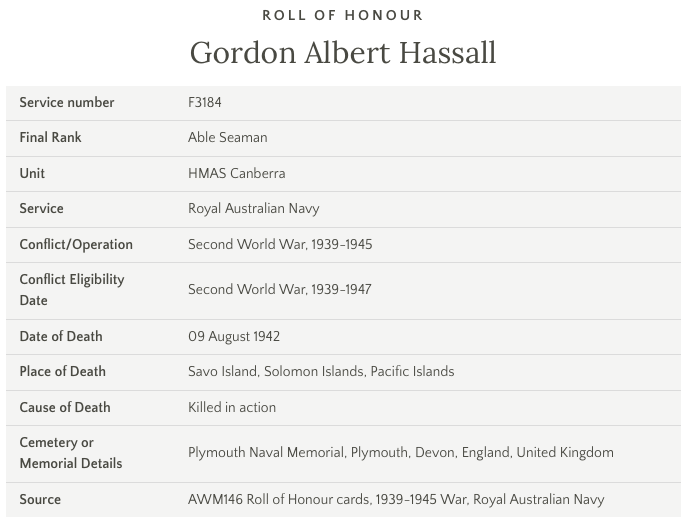 ROLL OF HONOUR
Gordon Albert Hassall
Service number F3184
Final Rank Able Seaman
Unit HMAS Canberra
Service Royal Australian Navy
Conflict/Operation Second World War, 1939-1945
Conflict Eligibility
Date Second World War, 1939-1947
Date of Death 09 August 1942
Place of Death Savo Island, Solomon Islands, Pacific Islands
Cause of Death Killed in action
Cemetery or
Memorial Details Plymouth Naval Memorial, Plymouth, Devon, England, United Kingdom
Source AWM146 Roll of Honour cards, 1939-1945 War, Royal Australian Navy